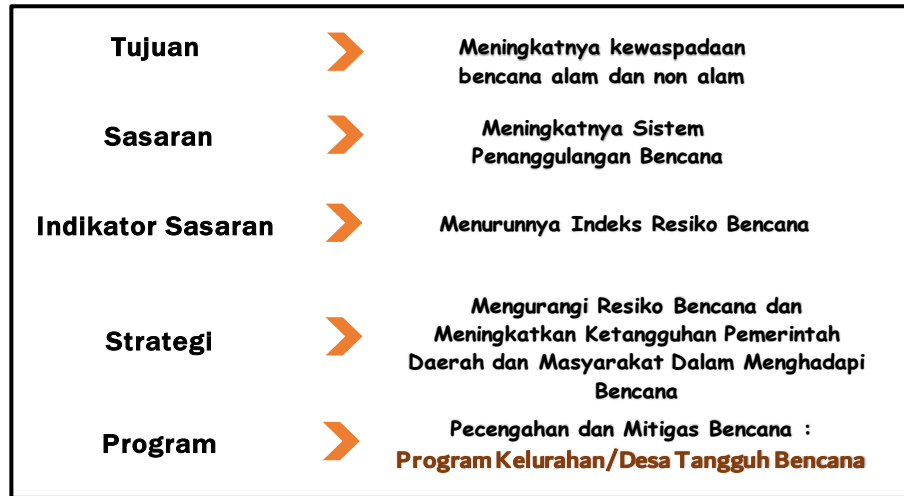 Tujuan
Meningkatnya kewaspadaan
bencana alam dan non alam
Sasaran
Meningkatnya Sistem
Penanggulangan Bencana
Indikator Sasaran
Menurunnya Indeks Resiko Bencana
Strategi
Mengurangi Resiko Bencana dan
Meningkatkan Ketangguhan Pemerintah
Daerah dan Masyarakat Dalam Menghadapi
Bencana
Program
Pecengahan dan Mitigas Bencana :
Program Kelurahan/Desa Tangguh Bencana